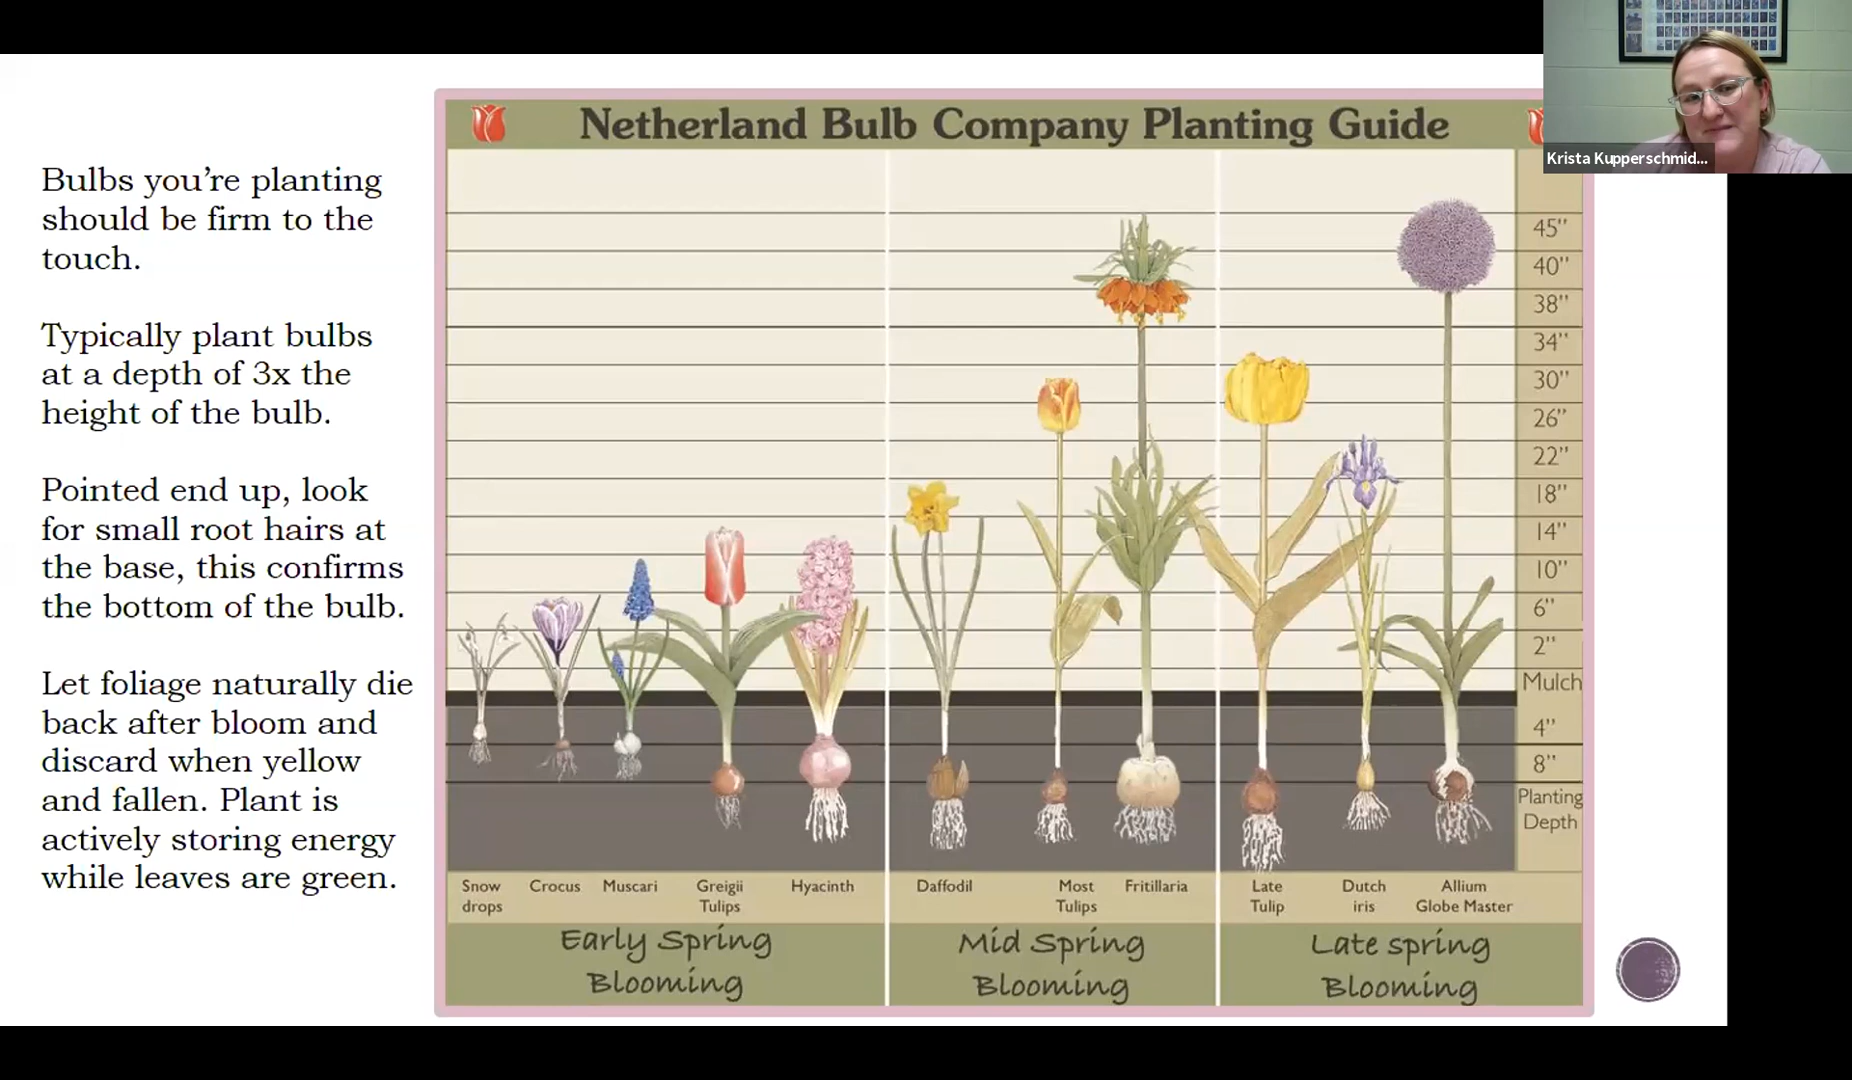 Krista Kupperschmid...
Bulbs you’re planting
should be firm to the
touch.
Typically plant bulbs
at a depth of 3x the
height of the bulb.
Pointed end up, look
for small root hairs at
the base, this confirms
the bottom of the bulb.
Let foliage naturally die
back after bloom and
discard when yellow
and fallen. Plant is
actively storing energy
while leaves are green.
Netherland Bulb Company Planting Guide
45”
40”
38”
34”
30”
26”
22”
18”
14”
10”
6”
2”
Mulch
4”
8”
Planting
Depth
Snow
drops
Crocus
Muscari
Greigii
Tulips
Hyacinth
Daffodil
Most
Tulips
Fritillaria
Late
Tulip
Dutch
iris
Allium
Globe Master
Early Spring
Blooming
Mid Spring
Blooming
Late spring
Blooming